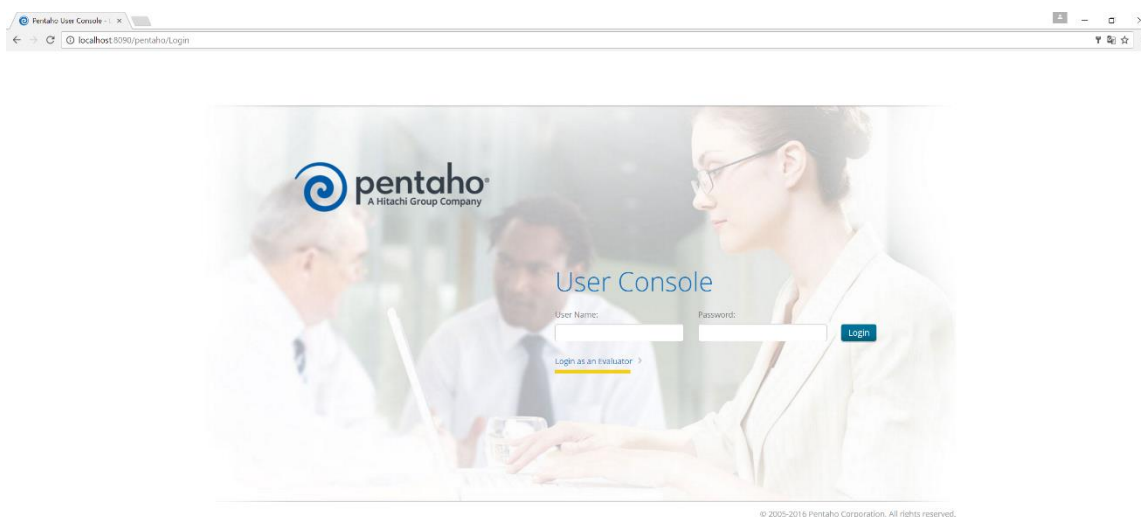 Pentaho User Console - L
localhost:8090/pentaho/Login
pentaho®
A Hitachi Group Company
User Console
User Name:
Password:
Login
Login as an Evaluator >
© 2005-2016 Pentaho Corporation. All rights reserved.